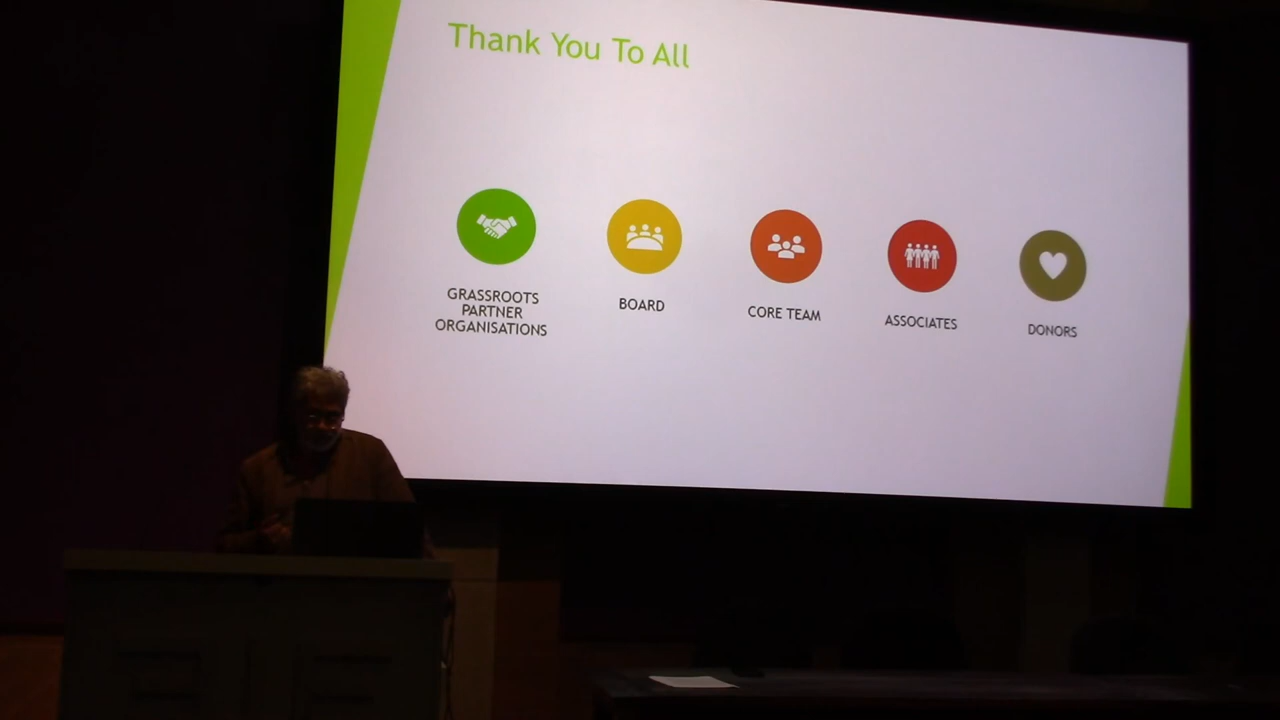 Thank You To All
GRASSROOTS
PARTNER
ORGANISATIONS
BOARD
CORE TEAM
ASSOCIATES
DONORS